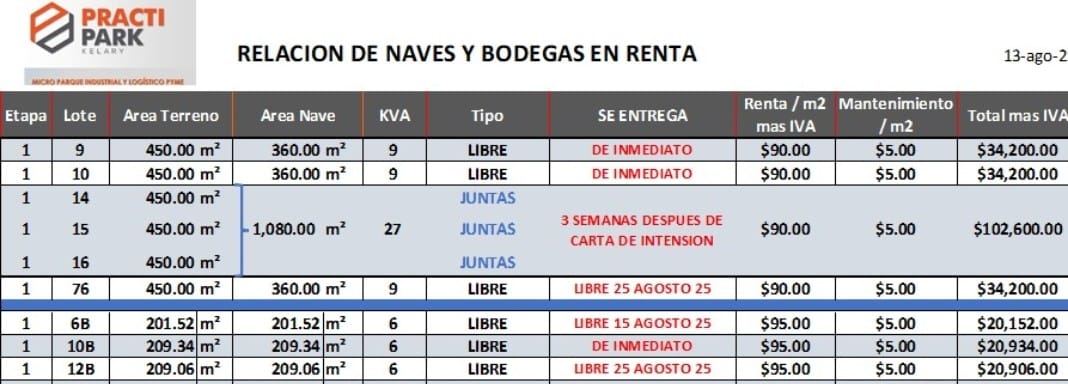 PRACTI
PARK
KELARY
MICRO PARQUE INDUSTRIAL Y LOGÍSTICO PYME
RELACION DE NAVES Y BODEGAS EN RENTA
13-ago-2
Etapa Lote Area Terreno Area Nave KVA Tipo SE ENTREGA Renta / m2 mas IVA Mantenimiento / m2 Total mas IVA
1 9 450.00 m² 360.00 m² 9 LIBRE DE INMEDIATO $90.00 $5.00 $34,200.00
1 10 450.00 m² 360.00 m² 9 LIBRE DE INMEDIATO $90.00 $5.00 $34,200.00
1 14 450.00 m² JUNTAS
1 15 450.00 m² 1,080.00 m² 27 JUNTAS 3 SEMANAS DESPUES DE CARTA DE INTENSION $90.00 $5.00 $102,600.00
1 16 450.00 m² JUNTAS
1 76 450.00 m² 360.00 m² 9 LIBRE LIBRE 25 AGOSTO 25 $90.00 $5.00 $34,200.00
1 6B 201.52 m² 201.52 m² 6 LIBRE LIBRE 15 AGOSTO 25 $95.00 $5.00 $20,152.00
1 10B 209.34 m² 209.34 m² 6 LIBRE DE INMEDIATO $95.00 $5.00 $20,934.00
1 12B 209.06 m² 209.06 m² 6 LIBRE LIBRE 25 AGOSTO 25 $95.00 $5.00 $20,906.00